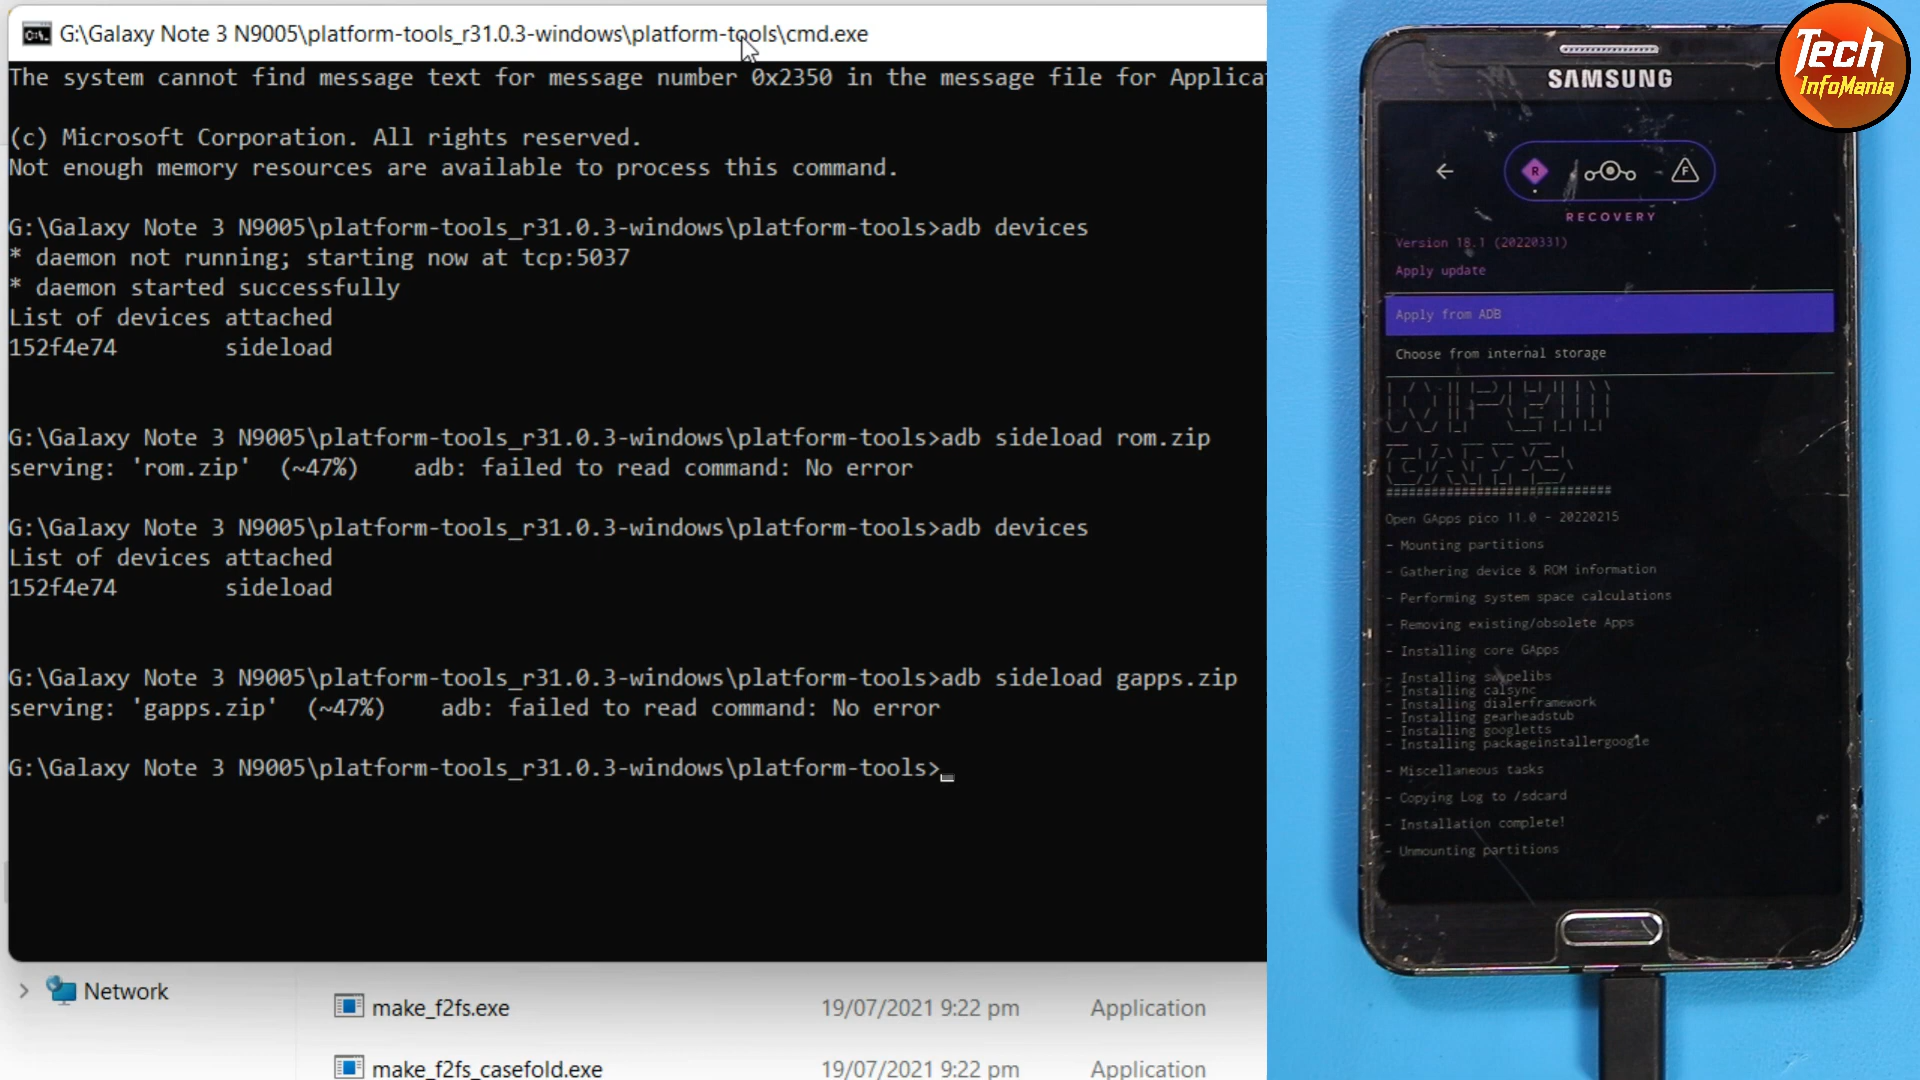 G:\Galaxy Note 3 N9005\platform-tools_r31.0.3-windows\platform-tools\cmd.exe
The system cannot find message text for message number 0x2350 in the message file for Applica
(c) Microsoft Corporation. All rights reserved.
Not enough memory resources are available to process this command.
G:\Galaxy Note 3 N9005\platform-tools_r31.0.3-windows\platform-tools>adb devices
* daemon not running; starting now at tcp:5037
* daemon started successfully
List of devices attached
152f4e74 sideload
G:\Galaxy Note 3 N9005\platform-tools_r31.0.3-windows\platform-tools>adb sideload rom.zip
serving: 'rom.zip' (~47%) adb: failed to read command: No error
G:\Galaxy Note 3 N9005\platform-tools_r31.0.3-windows\platform-tools>adb devices
List of devices attached
152f4e74 sideload
G:\Galaxy Note 3 N9005\platform-tools_r31.0.3-windows\platform-tools>adb sideload gapps.zip
serving: 'gapps.zip' (~47%) adb: failed to read command: No error
G:\Galaxy Note 3 N9005\platform-tools_r31.0.3-windows\platform-tools>
Network
make_f2fs.exe 19/07/2021 9:22 pm Application
make_f2fs_casefold.exe 19/07/2021 9:22 pm Application
Tech
InfoMania
SAMSUNG
R
F
RECOVERY
Version 18.1 (20220331)
Apply update
Apply from ADB
Choose from internal storage
OPEN
GAPPS
##############################
Open GApps pico 11.0 - 20220215
- Mounting partitions
- Gathering device & ROM information
- Performing system space calculations
- Removing existing/obsolete Apps
- Installing core GApps
- Installing swipelibs
- Installing calsync
- Installing dialerframework
- Installing gearheadstub
- Installing googletts
- Installing packageinstallergoogle
- Miscellaneous tasks
- Copying Log to /sdcard
- Installation complete!
- Unmounting partitions